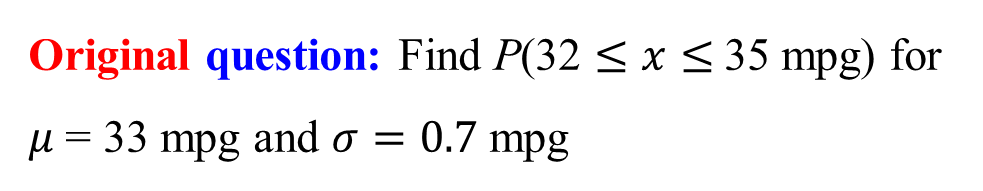 Original question: Find P(32 ≤ x ≤ 35 mpg) for
μ = 33 mpg and σ = 0.7 mpg